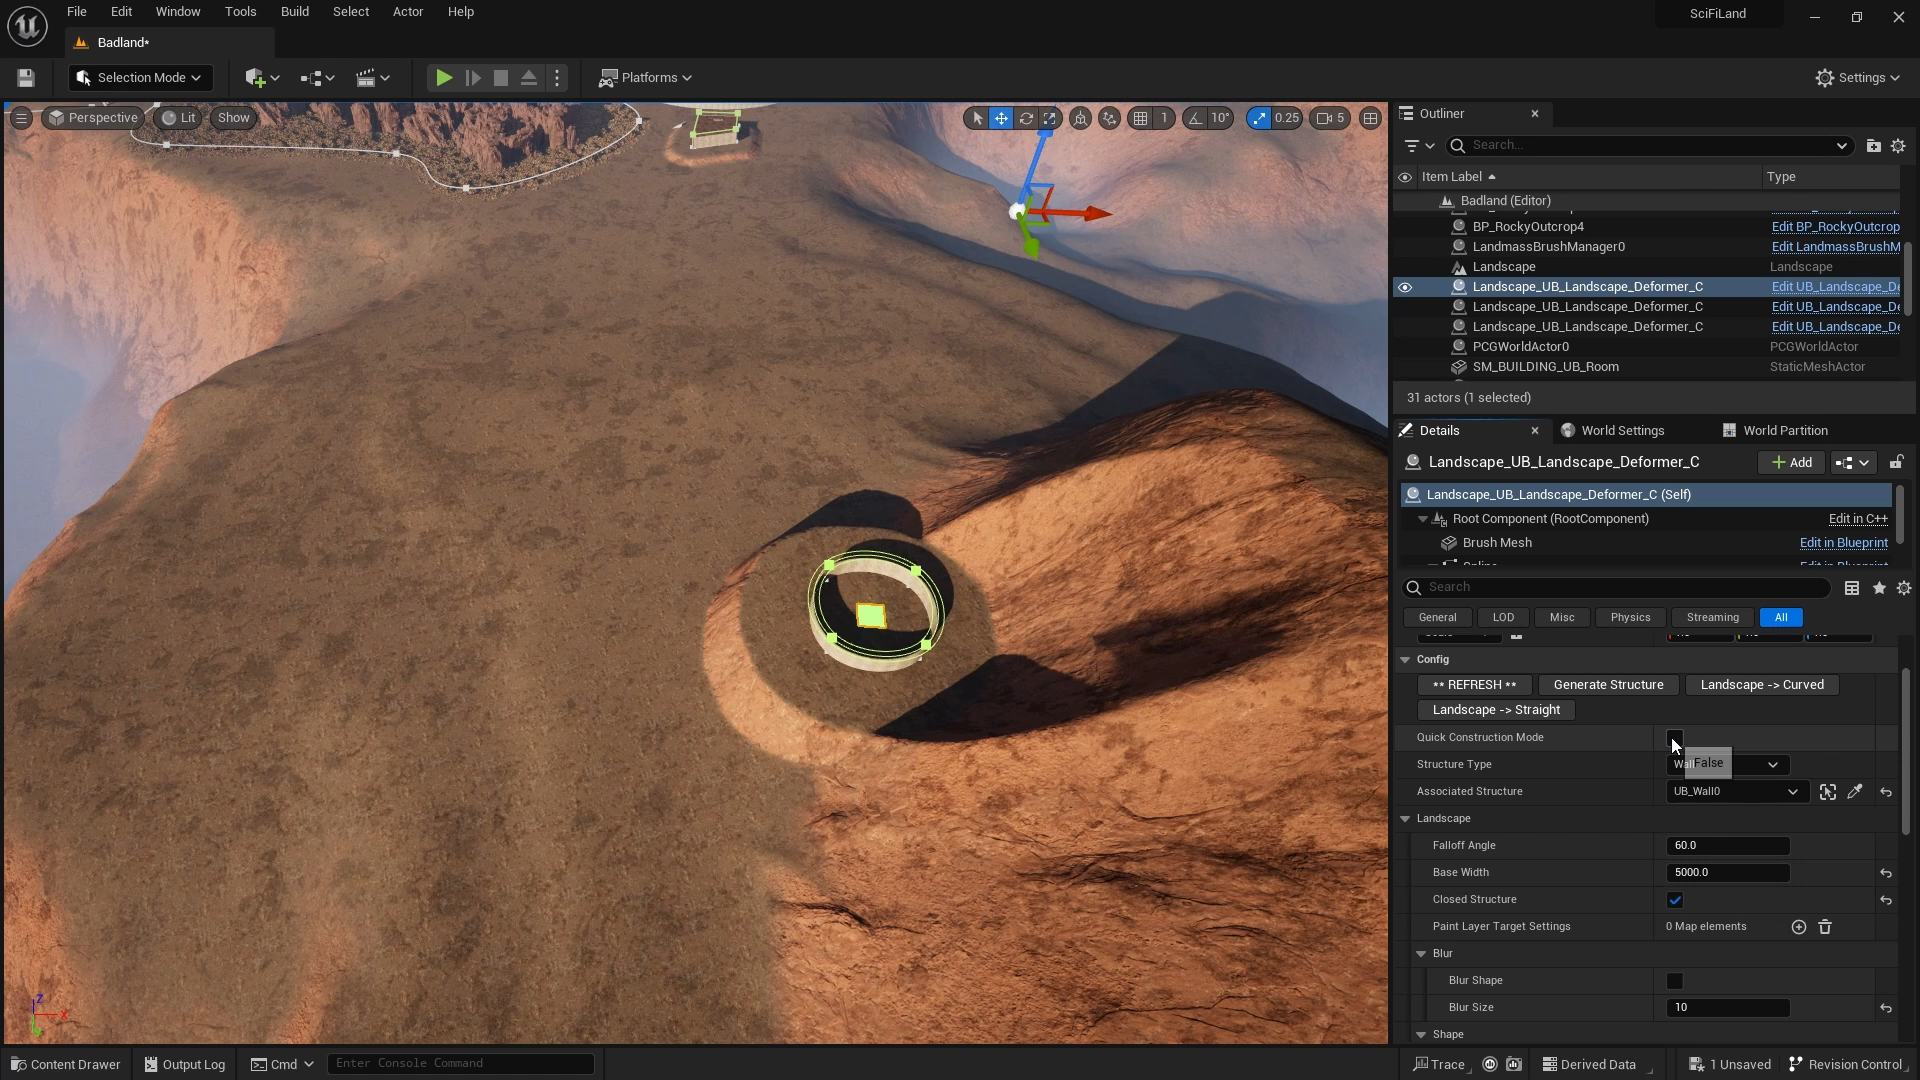 File Edit Window Tools Build Select Actor Help
SciFiLand
Badland*
Selection Mode
Platforms
Settings
Perspective Lit Show
1 10° 0.25 5
Outliner
Search...
Item Label Type
Badland (Editor)
BP_RockyOutcrop4 Edit BP_RockyOutcrop
LandmassBrushManager0 Edit LandmassBrushM
Landscape Landscape
Landscape_UB_Landscape_Deformer_C Edit UB_Landscape_De
Landscape_UB_Landscape_Deformer_C Edit UB_Landscape_De
Landscape_UB_Landscape_Deformer_C Edit UB_Landscape_De
PCGWorldActor0 PCGWorldActor
SM_BUILDING_UB_Room StaticMeshActor
31 actors (1 selected)
Details World Settings World Partition
Landscape_UB_Landscape_Deformer_C Add
Landscape_UB_Landscape_Deformer_C (Self)
Root Component (RootComponent) Edit in C++
Brush Mesh Edit in Blueprint
Search
General LOD Misc Physics Streaming All
Config
** REFRESH ** Generate Structure Landscape -> Curved
Landscape -> Straight
Quick Construction Mode
Structure Type Wall False
Associated Structure UB_Wall0
Landscape
Falloff Angle 60.0
Base Width 5000.0
Closed Structure
Paint Layer Target Settings 0 Map elements
Blur
Blur Shape
Blur Size 10
Shape
Z
X
Content Drawer Output Log Cmd Enter Console Command
Trace Derived Data 1 Unsaved Revision Control